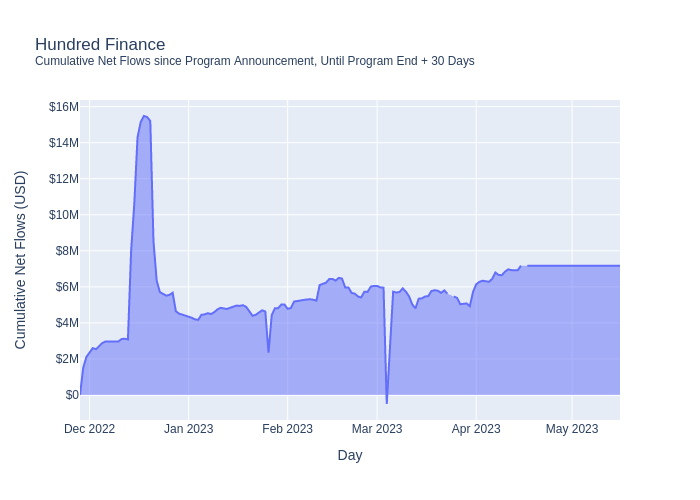 Hundred Finance
Cumulative Net Flows since Program Announcement, Until Program End + 30 Days
Cumulative Net Flows (USD)
$16M
$14M
$12M
$10M
$8M
$6M
$4M
$2M
$0
Dec 2022
Jan 2023
Feb 2023
Mar 2023
Apr 2023
May 2023
Day